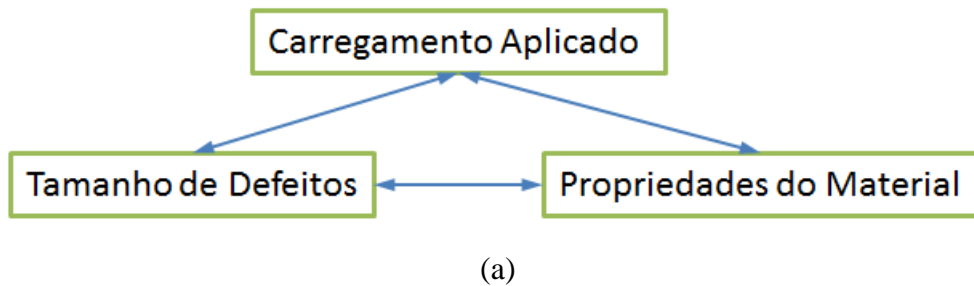 Carregamento Aplicado
Tamanho de Defeitos
Propriedades do Material
(a)